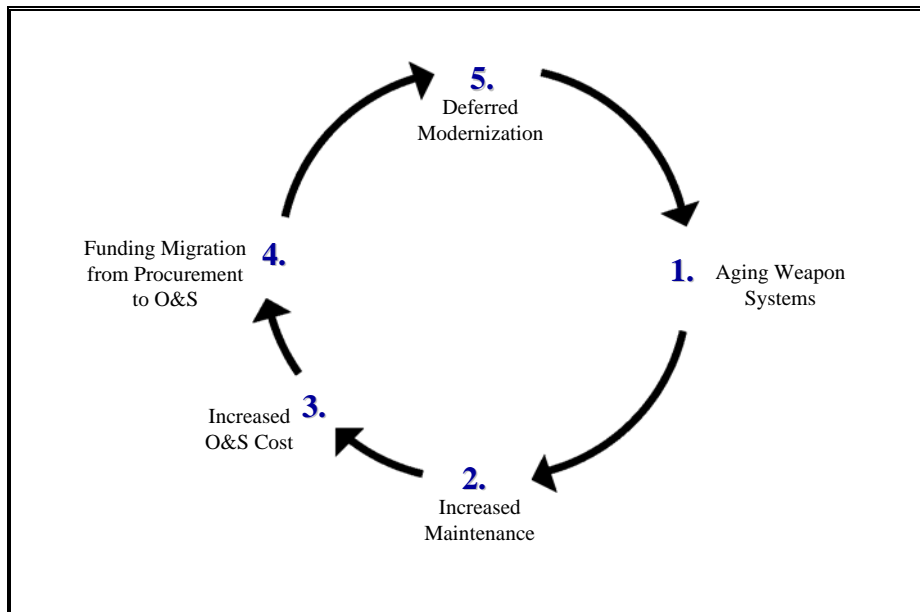 5.
Deferred
Modernization
1.
Aging Weapon
Systems
2.
Increased
Maintenance
3.
Increased
O&S Cost
4.
Funding Migration
from Procurement
to O&S